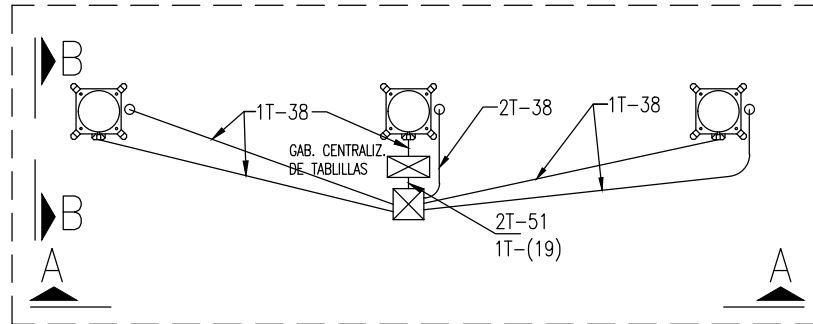 B
1T-38
2T-38
1T-38
GAB. CENTRALIZ.
DE TABLILLAS
B
2T-51
1T-(19)
A
A